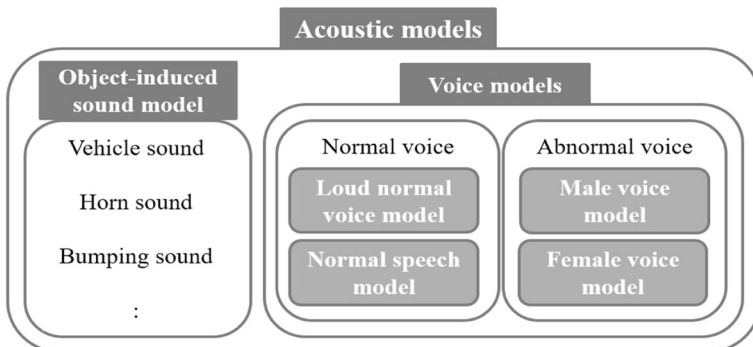 Acoustic models
Object-induced
sound model
Vehicle sound
Horn sound
Bumping sound
:
Voice models
Normal voice
Loud normal
voice model
Normal speech
model
Abnormal voice
Male voice
model
Female voice
model